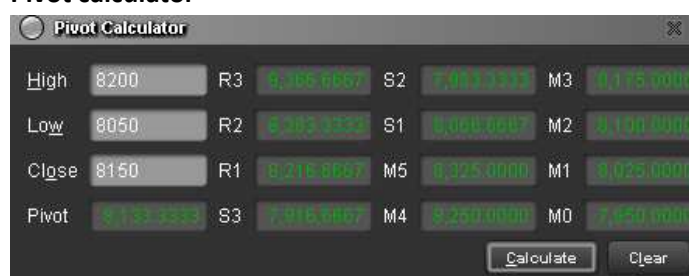 Pivot Calculator
High 8200 R3 8,366.6667 S2 7,983.3333 M3 8,175.0000
Low 8050 R2 8,283.3333 S1 8,066.6667 M2 8,100.0000
Close 8150 R1 8,216.6667 M5 8,325.0000 M1 8,025.0000
Pivot 8,133.3333 S3 7,916.6667 M4 8,250.0000 M0 7,950.0000
Calculate Clear